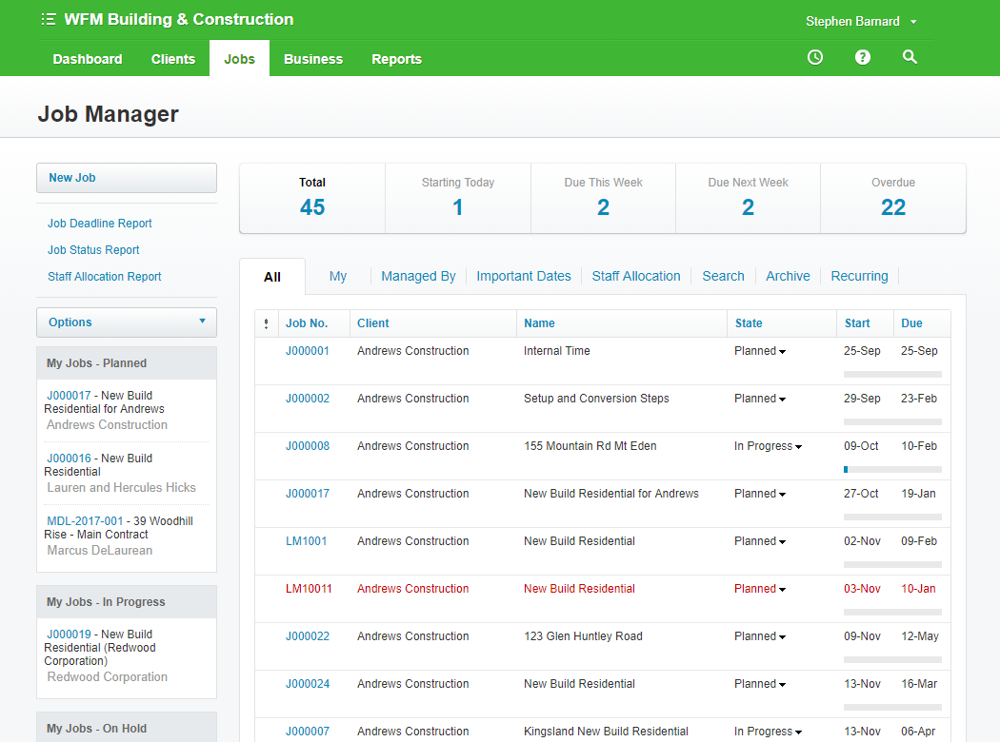 WFM Building & Construction
Stephen Barnard
Dashboard Clients Jobs Business Reports
Job Manager
New Job
Job Deadline Report
Job Status Report
Staff Allocation Report
Options
My Jobs - Planned
J000017 - New Build
Residential for Andrews
Andrews Construction
J000016 - New Build
Residential
Lauren and Hercules Hicks
MDL-2017-001 - 39 Woodhill
Rise - Main Contract
Marcus DeLaurean
My Jobs - In Progress
J000019 - New Build
Residential (Redwood
Corporation)
Redwood Corporation
My Jobs - On Hold
Total Starting Today Due This Week Due Next Week Overdue
45 1 2 2 22
All My Managed By Important Dates Staff Allocation Search Archive Recurring
Job No. Client Name State Start Due
J000001 Andrews Construction Internal Time Planned 25-Sep 25-Sep
J000002 Andrews Construction Setup and Conversion Steps Planned 29-Sep 23-Feb
J000008 Andrews Construction 155 Mountain Rd Mt Eden In Progress 09-Oct 10-Feb
J000017 Andrews Construction New Build Residential for Andrews Planned 27-Oct 19-Jan
LM1001 Andrews Construction New Build Residential Planned 02-Nov 09-Feb
LM10011 Andrews Construction New Build Residential Planned 03-Nov 10-Jan
J000022 Andrews Construction 123 Glen Huntley Road Planned 09-Nov 12-May
J000024 Andrews Construction New Build Residential Planned 13-Nov 16-Mar
J000007 Andrews Construction Kingsland New Build Residential In Progress 13-Nov 06-Apr